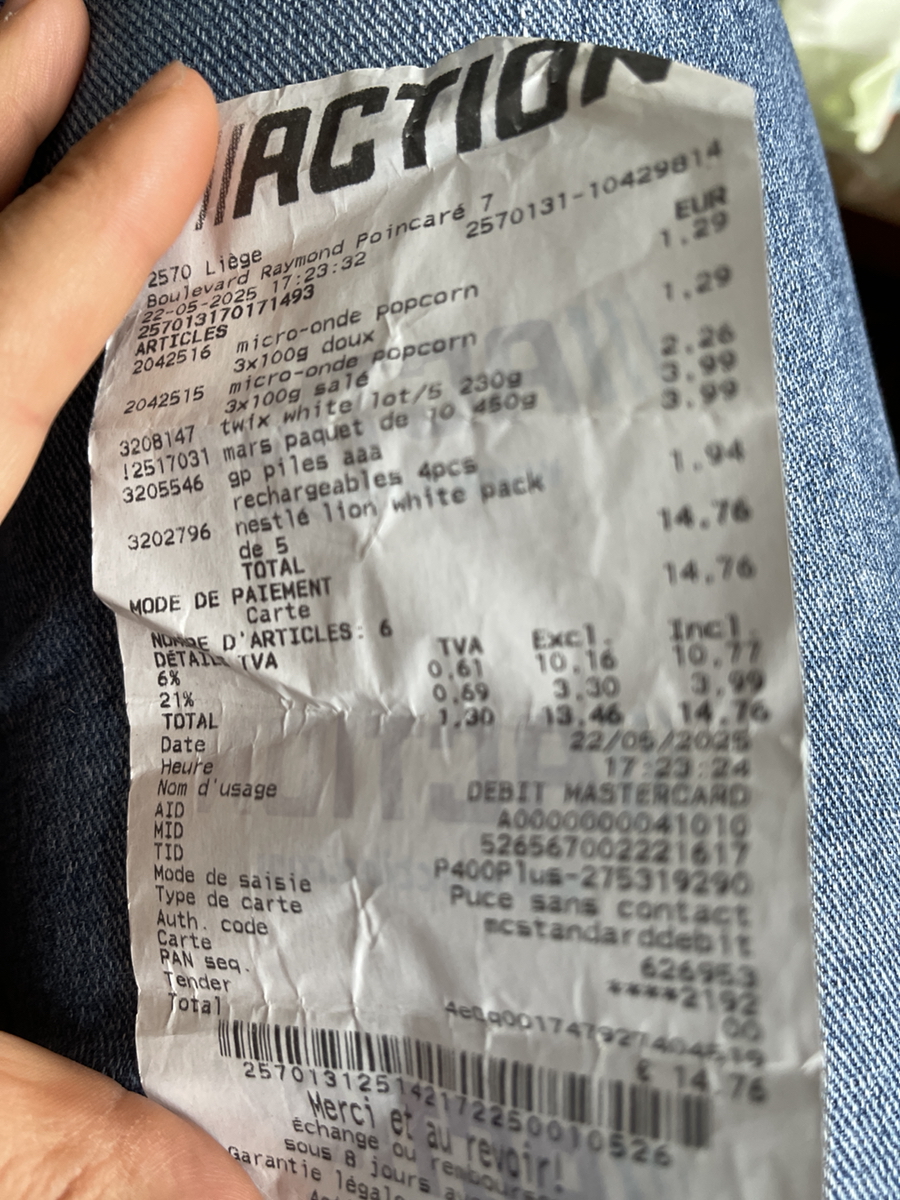 ACTION
2570 Liège
Boulevard Raymond Poincaré 7
22-05-2025 17:23:32 2570131-10429814
257013170171493
ARTICLES EUR
2042516 micro-onde popcorn 1.29
3x100g doux
2042515 micro-onde popcorn 1.29
3x100g salé
3208147 twix white lot/5 230g 2.26
!2517031 mars paquet de 10 450g 3.99
3205546 gp piles aaa 3.99
rechargeables 4pcs
3202796 nestlé lion white pack 1.94
de 5
TOTAL 14.76
MODE DE PAIEMENT
Carte 14.76
NOMBRE D'ARTICLES: 6
DÉTAIL TVA TVA Excl. Incl.
6% 0.61 10.16 10.77
21% 0.69 3.30 3.99
TOTAL 1.30 13.46 14.76
Date 22/05/2025
Heure 17:23:24
Nom d'usage DEBIT MASTERCARD
AID A0000000041010
MID 526567002221617
TID P400Plus-275319290
Mode de saisie Puce sans contact
Type de carte mcstandarddebit
Auth. code 626953
Carte ****2192
PAN seq. 00
Tender
Total € 14.76
257013125142172250010526
Merci et au revoir!
échange ou
sous 8 jours
Garantie légale